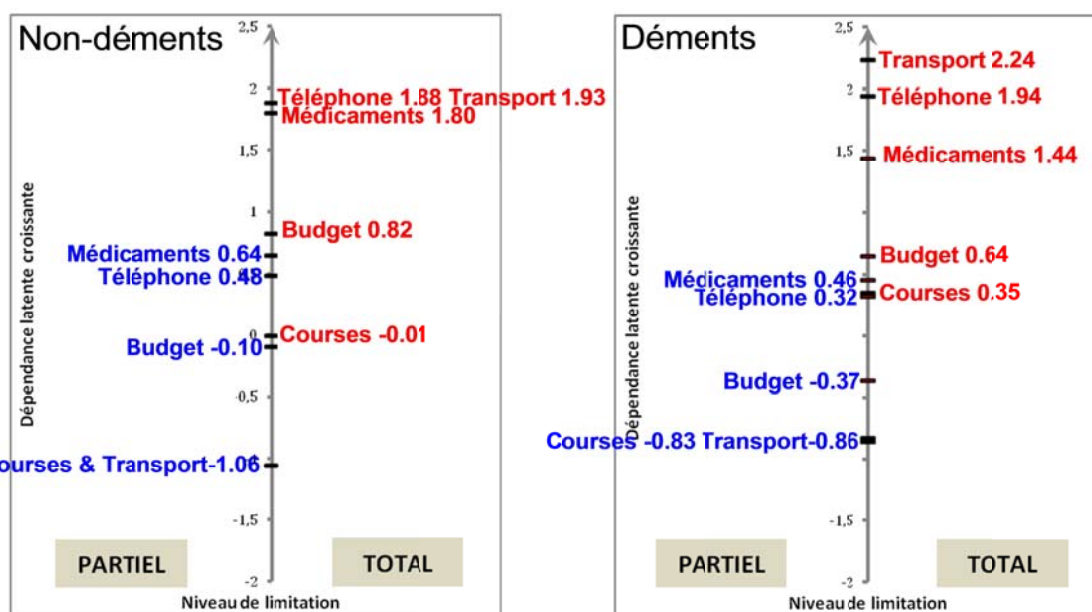 Non-déments
2,5
2
1,5
1
0
-0,5
-1,5
-2
Téléphone 1.88 Transport 1.93
Médicaments 1.80
Budget 0.82
Médicaments 0.64
Téléphone 0.48
Courses -0.01
Budget -0.10
ourses & Transport-1.06
Dépendance latente croissante
PARTIEL
TOTAL
Niveau de limitation
Déments
2,5
2
1,5
-1,5
-2
Transport 2.24
Téléphone 1.94
Médicaments 1.44
Budget 0.64
Médicaments 0.46
Téléphone 0.32
Courses 0.35
Budget -0.37
Courses -0.83 Transport-0.86
Dépendance latente croissante
PARTIEL
TOTAL
Niveau de limitation